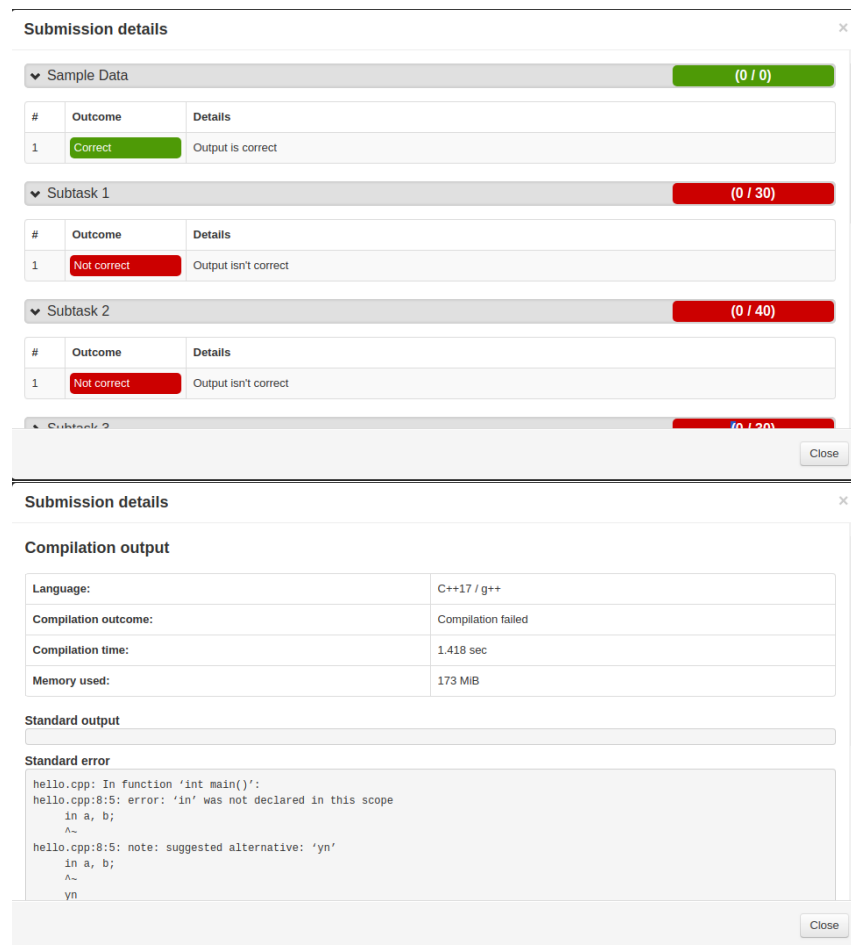 Submission details ×
Sample Data (0 / 0)
# Outcome Details
1 Correct Output is correct
Subtask 1 (0 / 30)
# Outcome Details
1 Not correct Output isn't correct
Subtask 2 (0 / 40)
# Outcome Details
1 Not correct Output isn't correct
Subtask 3 (0 / 30)
Close
Submission details ×
Compilation output
Language: C++17 / g++
Compilation outcome: Compilation failed
Compilation time: 1.418 sec
Memory used: 173 MiB
Standard output
Standard error
hello.cpp: In function ‘int main()’:
hello.cpp:8:5: error: ‘in’ was not declared in this scope
in a, b;
^~
hello.cpp:8:5: note: suggested alternative: ‘yn’
in a, b;
^~
yn
Close